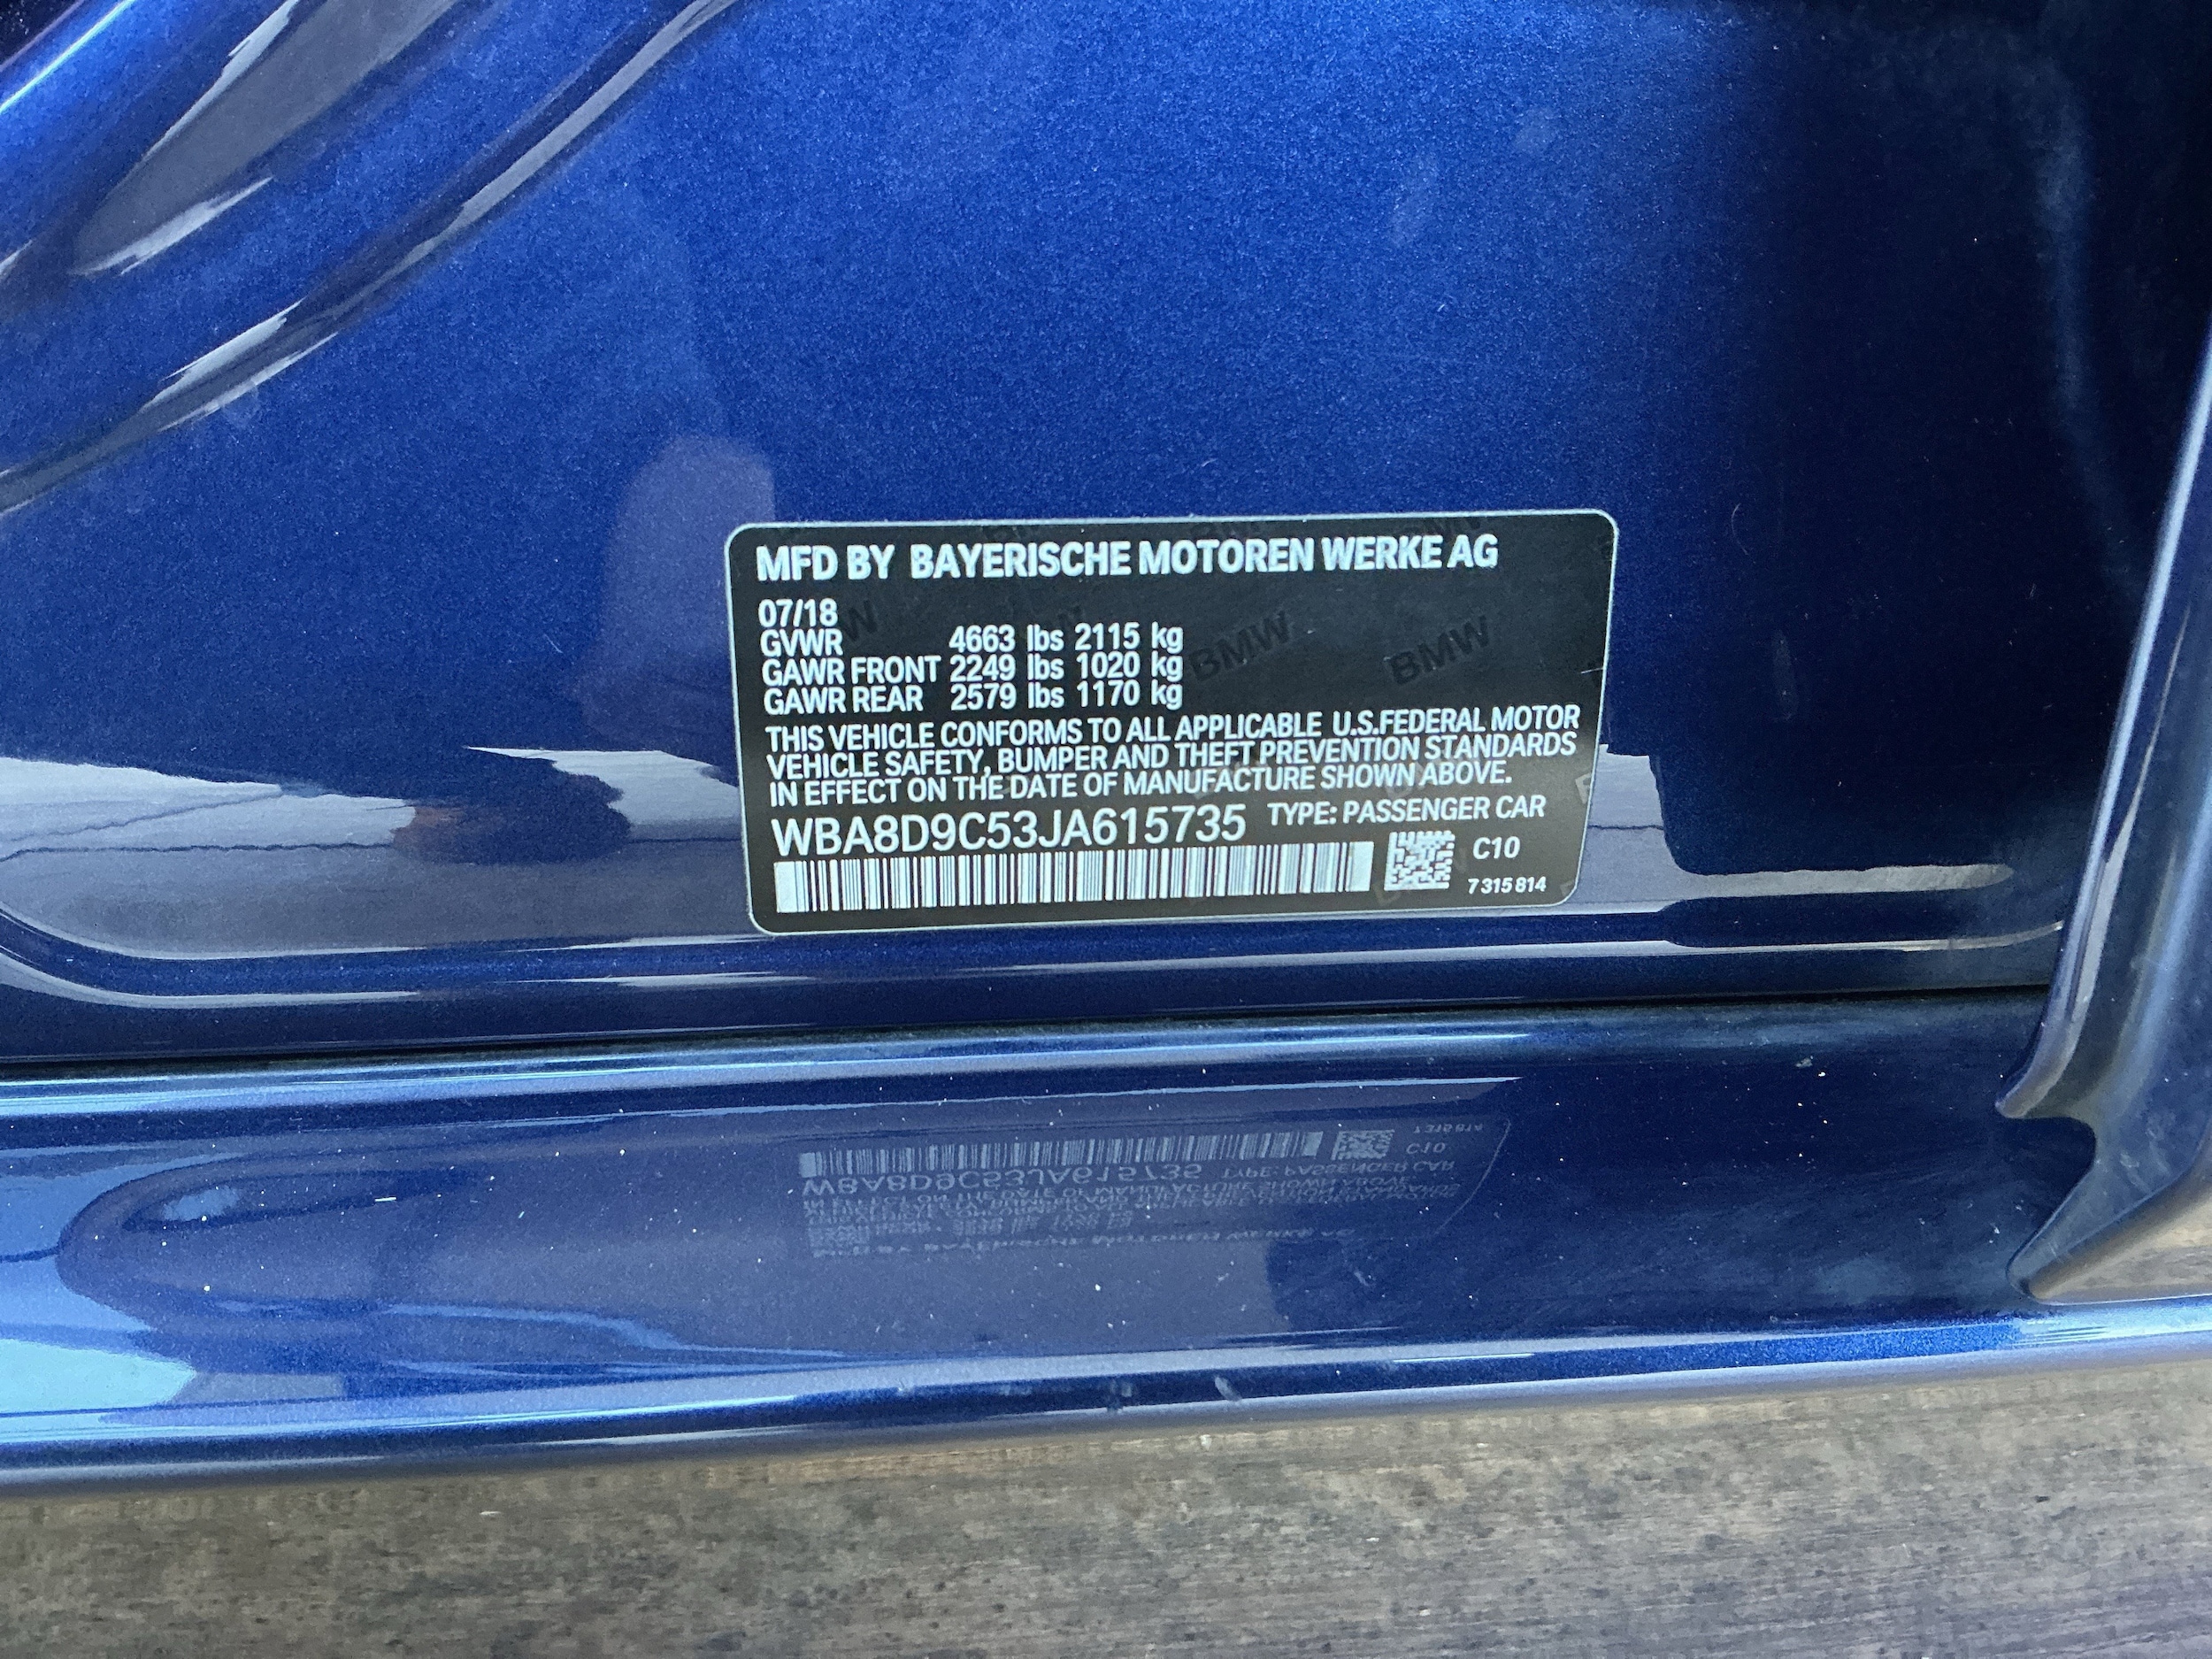 MFD BY BAYERISCHE MOTOREN WERKE AG
07/18
GVWR 4663 lbs 2115 kg
GAWR FRONT 2249 lbs 1020 kg
GAWR REAR 2579 lbs 1170 kg
THIS VEHICLE CONFORMS TO ALL APPLICABLE U.S.FEDERAL MOTOR
VEHICLE SAFETY, BUMPER AND THEFT PREVENTION STANDARDS
IN EFFECT ON THE DATE OF MANUFACTURE SHOWN ABOVE.
WBA8D9C53JA615735 TYPE: PASSENGER CAR
C10
7 315 814